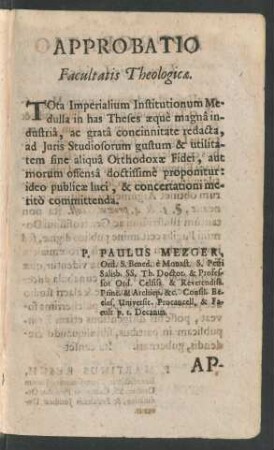 APPROBATIO
Facultatis Theologicæ.
TOta Imperialium Institutionum Me-
dulla in has Theses æquè magnâ in-
dustriâ, ac gratâ concinnitate redacta,
ad Juris Studiosorum gustum & utilita-
tem sine aliquâ Orthodoxæ Fidei, aut
morum offensâ doctissimè proponitur:
ideo publicæ luci, & concertationi me-
ritò committenda.
P. PAULUS MEZGER,
Ord. S. Bened. è Monast. S. Petri
Salisb. SS. Th. Doctor, & Profes-
sor Ord. Celsiss. & Reverendiss.
Princ. & Archiep. &c. Consil. Ec-
cles. Universit. Procancell. & Fa-
cult. p. t. Decanus.
AP-